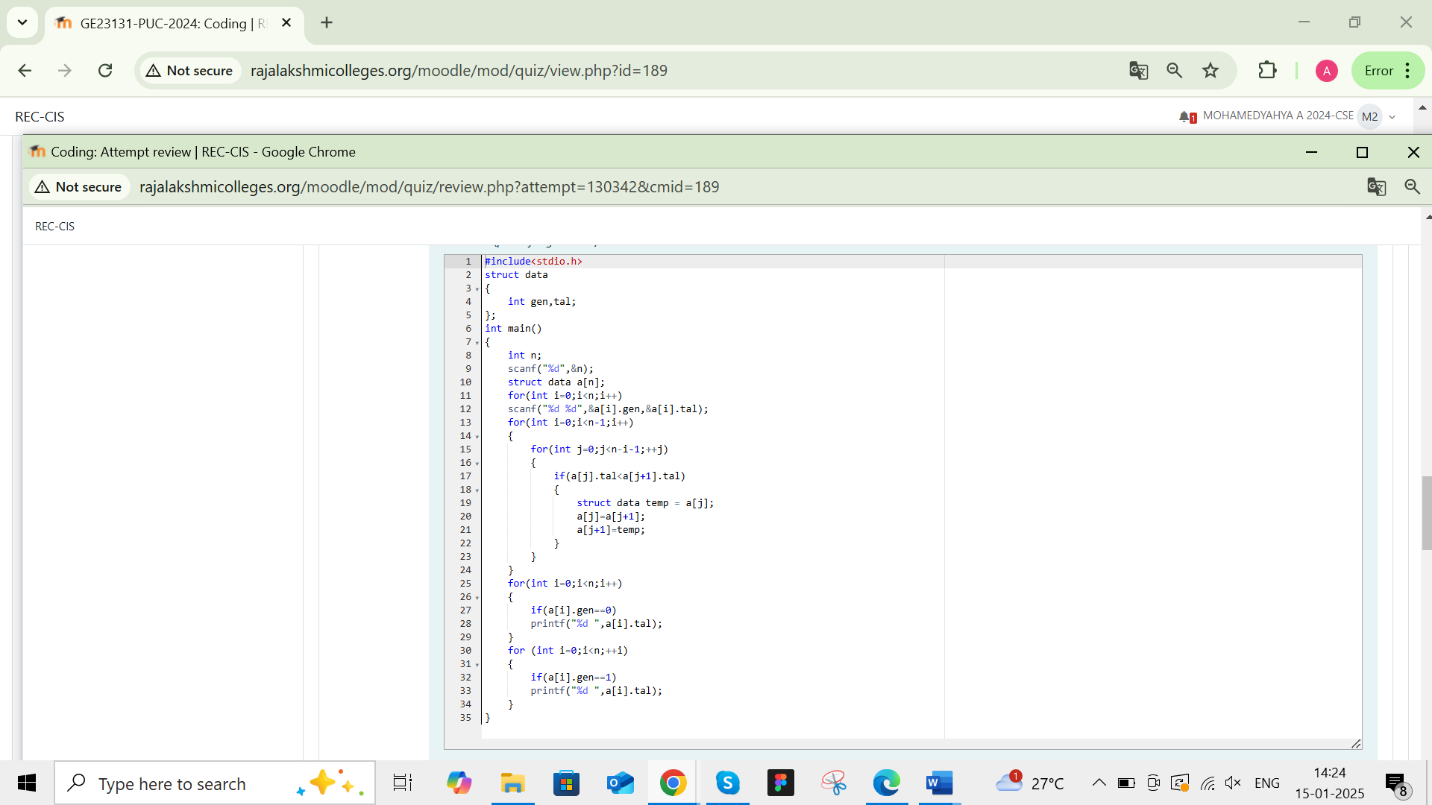 GE23131-PUC-2024: Coding | RE
Not secure
rajalakshmicolleges.org/moodle/mod/quiz/view.php?id=189
A
Error
REC-CIS
1
MOHAMEDYAHYA A 2024-CSE
M2
Coding: Attempt review | REC-CIS - Google Chrome
Not secure
rajalakshmicolleges.org/moodle/mod/quiz/review.php?attempt=130342&cmid=189
REC-CIS
1 #include<stdio.h>
2 struct data
3 {
4 int gen,tal;
5 };
6 int main()
7 {
8 int n;
9 scanf("%d",&n);
10 struct data a[n];
11 for(int i=0;i<n;i++)
12 scanf("%d %d",&a[i].gen,&a[i].tal);
13 for(int i=0;i<n-1;i++)
14 {
15 for(int j=0;j<n-i-1;++j)
16 {
17 if(a[j].tal<a[j+1].tal)
18 {
19 struct data temp = a[j];
20 a[j]=a[j+1];
21 a[j+1]=temp;
22 }
23 }
24 }
25 for(int i=0;i<n;i++)
26 {
27 if(a[i].gen==0)
28 printf("%d ",a[i].tal);
29 }
30 for (int i=0;i<n;++i)
31 {
32 if(a[i].gen==1)
33 printf("%d ",a[i].tal);
34 }
35 }
Type here to search
1
27°C
ENG
14:24
15-01-2025
8